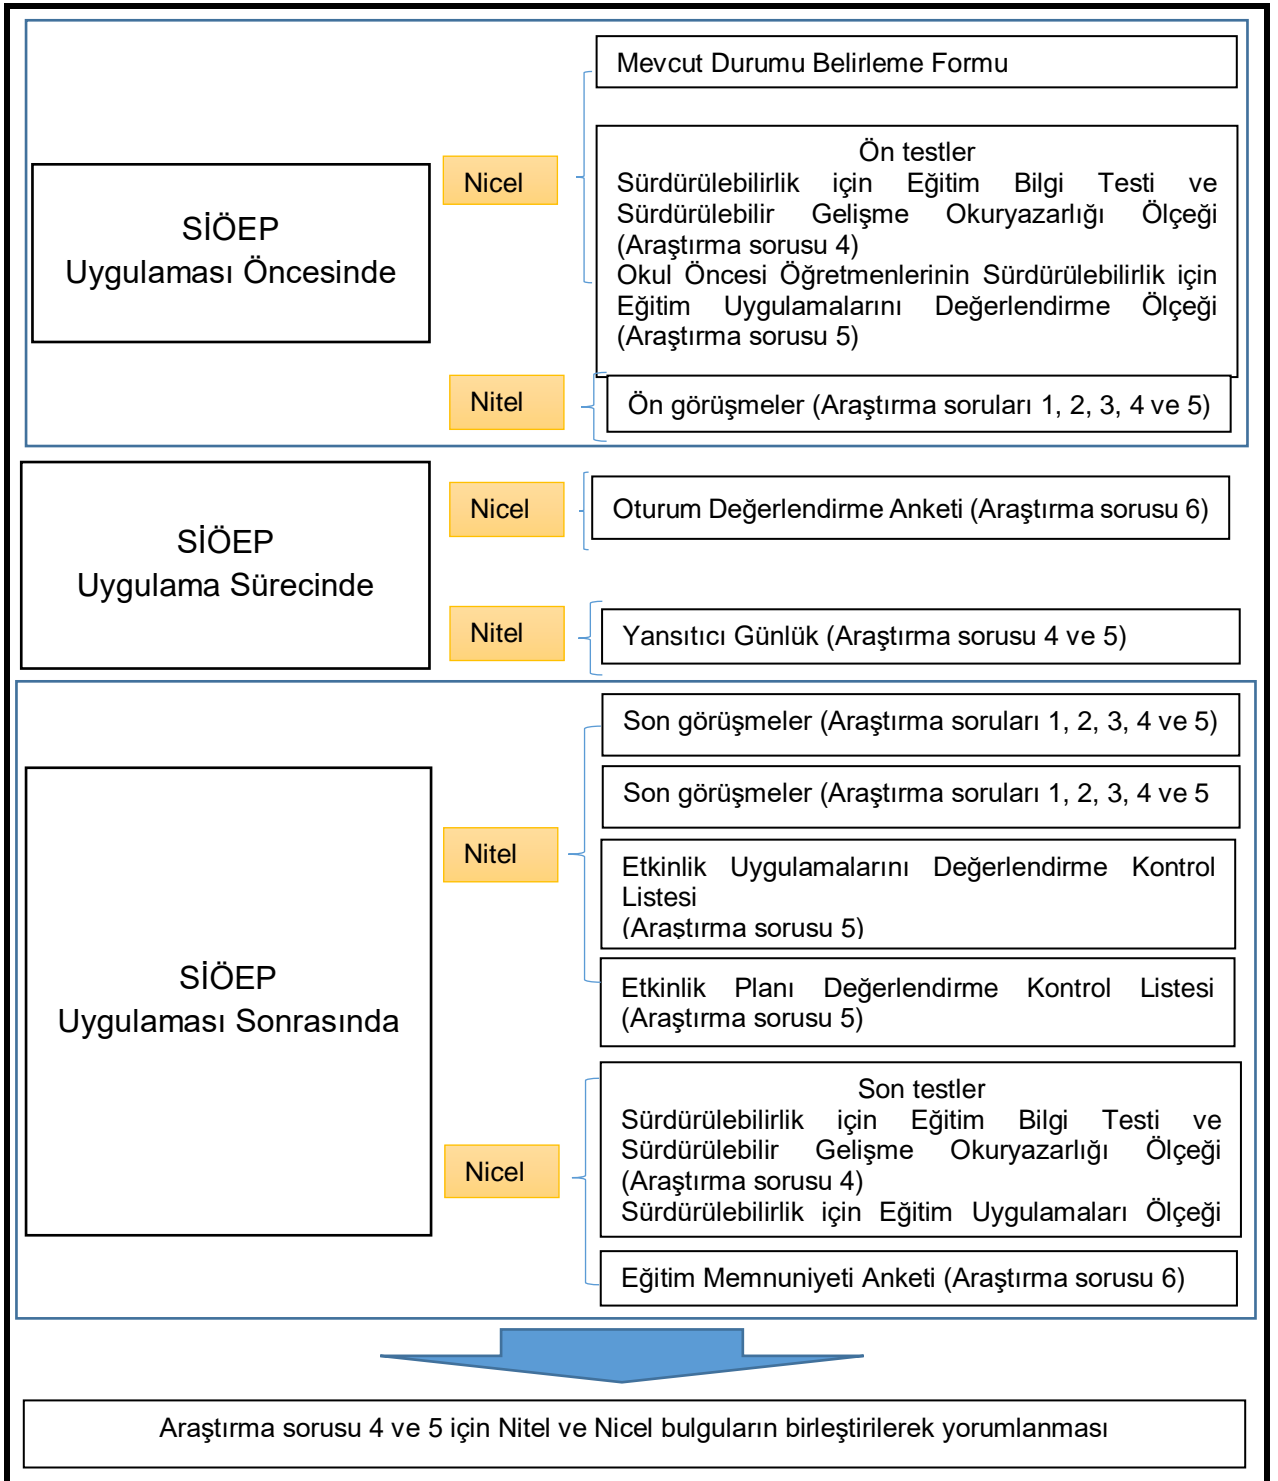 Mevcut Durumu Belirleme Formu
SİÖEP
Uygulaması Öncesinde
Nicel
Ön testler
Sürdürülebilirlik için Eğitim Bilgi Testi ve
Sürdürülebilir Gelişme Okuryazarlığı Ölçeği
(Araştırma sorusu 4)
Okul Öncesi Öğretmenlerinin Sürdürülebilirlik için
Eğitim Uygulamalarını Değerlendirme Ölçeği
(Araştırma sorusu 5)
Nitel
Ön görüşmeler (Araştırma soruları 1, 2, 3, 4 ve 5)
SİÖEP
Uygulama Sürecinde
Nicel
Oturum Değerlendirme Anketi (Araştırma sorusu 6)
Nitel
Yansıtıcı Günlük (Araştırma sorusu 4 ve 5)
SİÖEP
Uygulaması Sonrasında
Nitel
Son görüşmeler (Araştırma soruları 1, 2, 3, 4 ve 5)
Son görüşmeler (Araştırma soruları 1, 2, 3, 4 ve 5
Etkinlik Uygulamalarını Değerlendirme Kontrol
Listesi
(Araştırma sorusu 5)
Etkinlik Planı Değerlendirme Kontrol Listesi
(Araştırma sorusu 5)
Nicel
Son testler
Sürdürülebilirlik için Eğitim Bilgi Testi ve
Sürdürülebilir Gelişme Okuryazarlığı Ölçeği
(Araştırma sorusu 4)
Sürdürülebilirlik için Eğitim Uygulamaları Ölçeği
Eğitim Memnuniyeti Anketi (Araştırma sorusu 6)
Araştırma sorusu 4 ve 5 için Nitel ve Nicel bulguların birleştirilerek yorumlanması